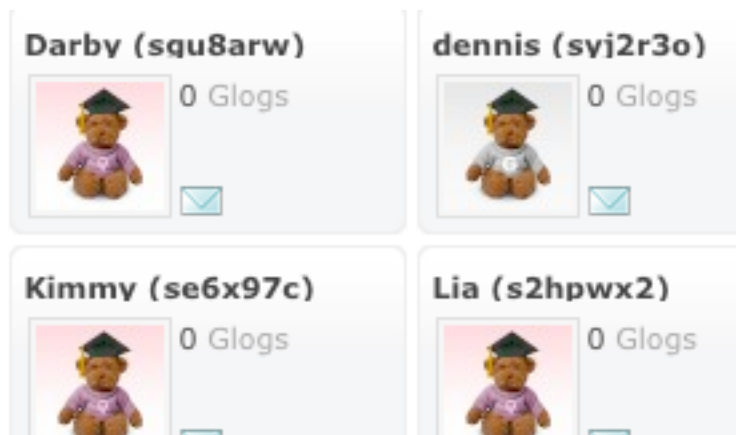 Darby (squ8arw)
0 Glogs
dennis (syj2r3o)
0 Glogs
Kimmy (se6x97c)
0 Glogs
Lia (s2hpwx2)
0 Glogs